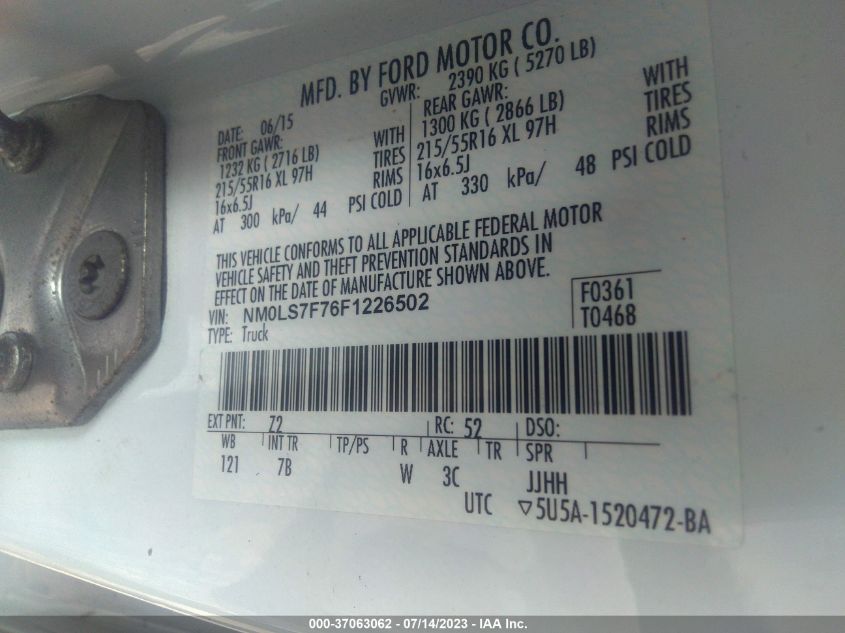 MFD. BY FORD MOTOR CO.
DATE: 06/15 GVWR: 2390 KG ( 5270 LB)
FRONT GAWR: REAR GAWR:
1232 KG ( 2716 LB) WITH 1300 KG ( 2866 LB) WITH
215/55R16 XL 97H TIRES 215/55R16 XL 97H TIRES
16x6.5J RIMS 16x6.5J RIMS
AT 300 kPa/ 44 PSI COLD AT 330 kPa/ 48 PSI COLD
THIS VEHICLE CONFORMS TO ALL APPLICABLE FEDERAL MOTOR
VEHICLE SAFETY AND THEFT PREVENTION STANDARDS IN
EFFECT ON THE DATE OF MANUFACTURE SHOWN ABOVE.
VIN: NM0LS7F76F1226502 F0361
TYPE: Truck T0468
EXT PNT: Z2 RC: 52 DSO:
WB INT TR TP/PS R AXLE TR SPR
121 7B W 3C JJHH
UTC ▽5U5A-1520472-BA
000-37063062 - 07/14/2023 - IAA Inc.